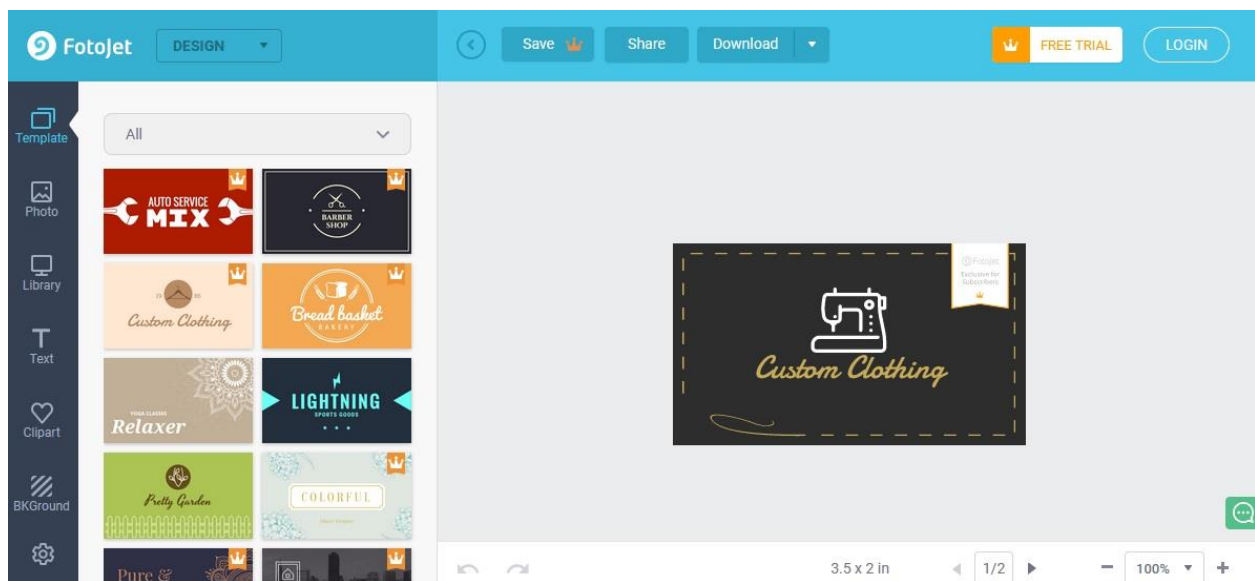 FotoJet
DESIGN
Save
Share
Download
FREE TRIAL
LOGIN
Template
Photo
Library
Text
Clipart
BKGround
All
AUTO SERVICE
MIX
BARBER
SHOP
Custom Clothing
Bread basket
BAKERY
YOGA CLASSES
Relaxer
LIGHTNING
SPORTS GOODS
Pretty Garden
COLORFUL
Pure &
FotoJet
Exclusive for
Subscribers
Custom Clothing
3.5 x 2 in
1/2
100%